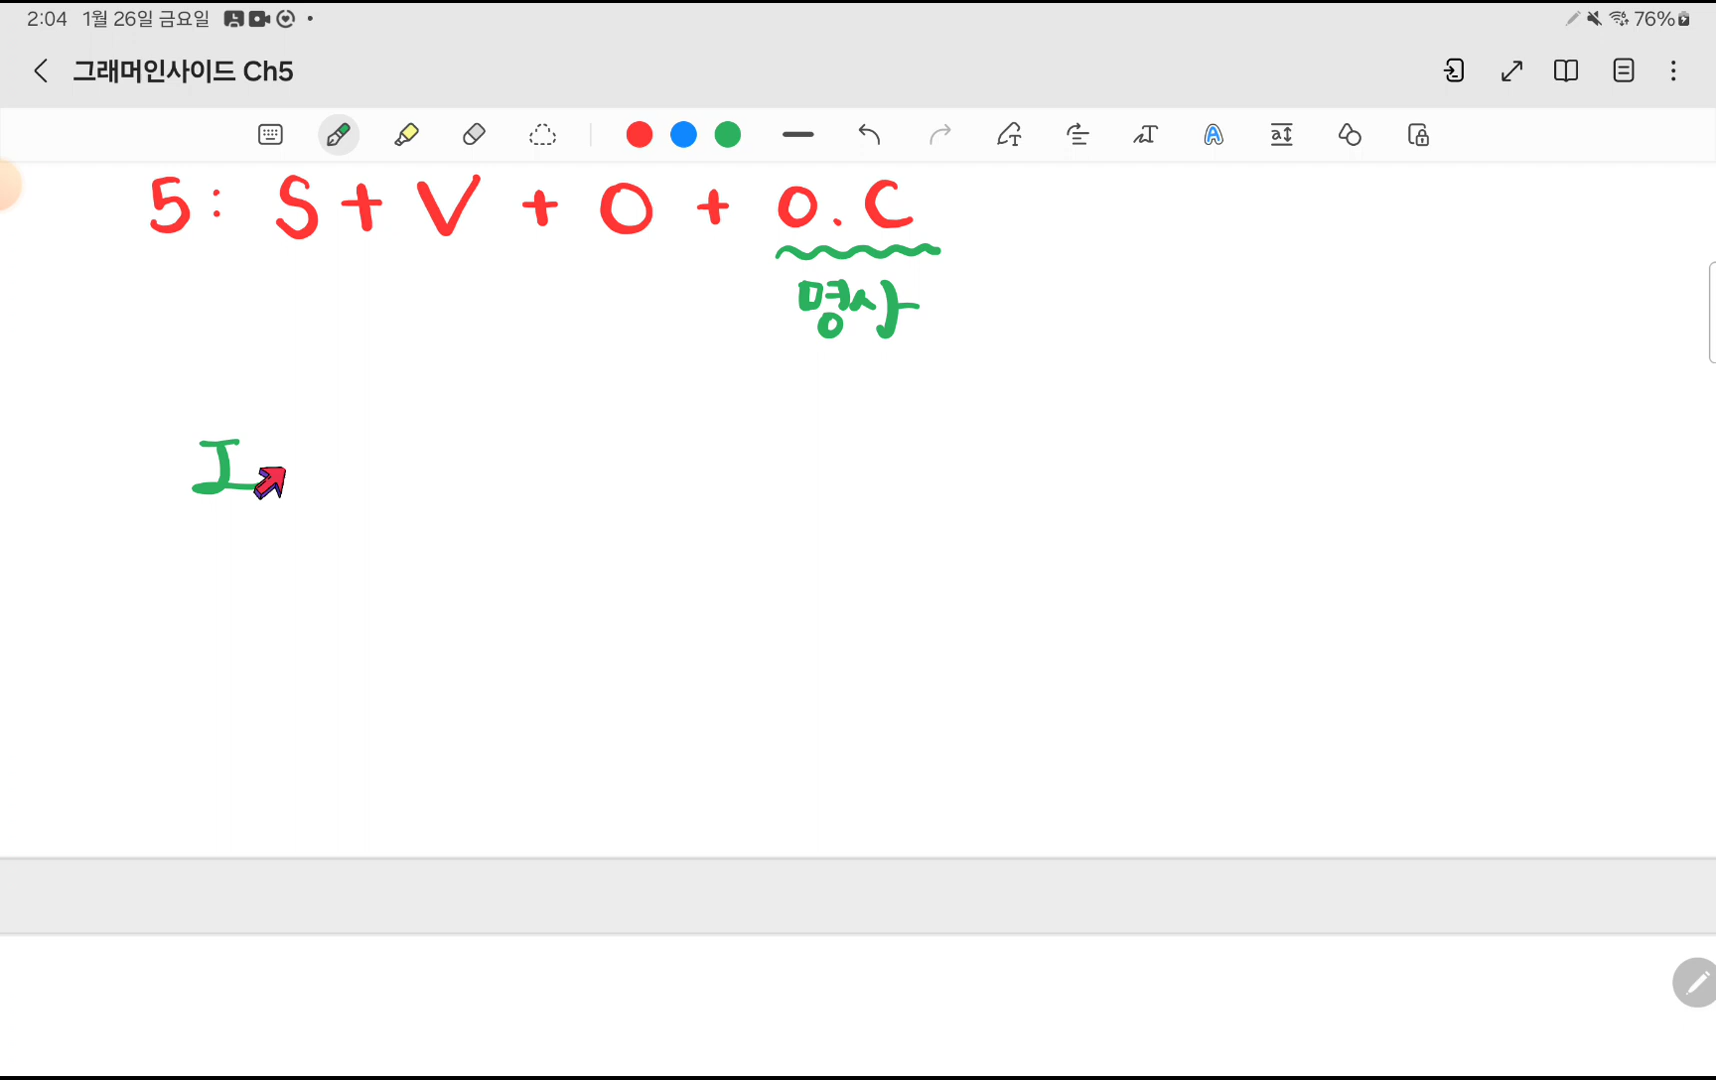 2:04 1월 26일 금요일 76%
그래머인사이드 Ch5
5: S + V + O + O.C
명사
I